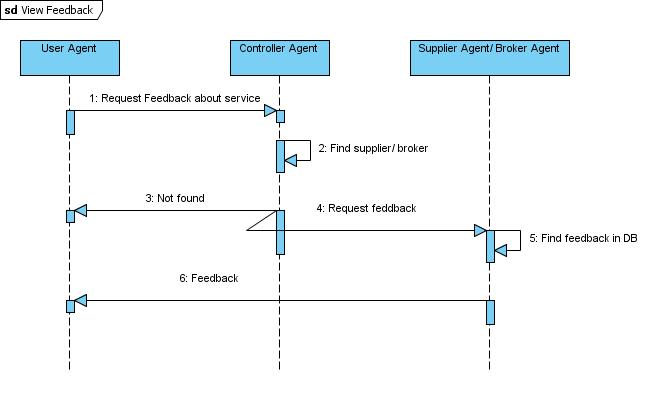 sd View Feedback
User Agent
Controller Agent
Supplier Agent/ Broker Agent
1: Request Feedback about service
2: Find supplier/ broker
3: Not found
4: Request feddback
5: Find feedback in DB
6: Feedback